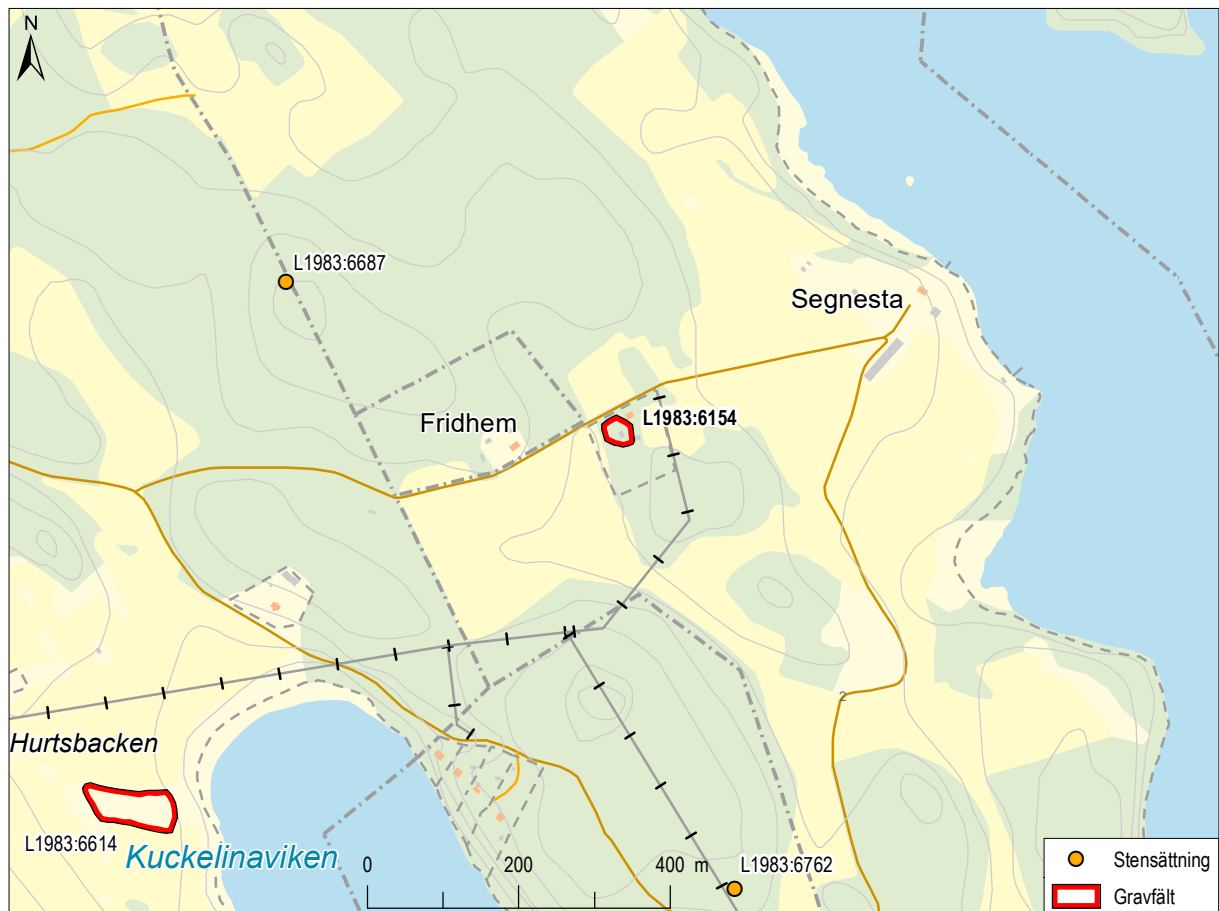 N
L1983:6687
Segnesta
Fridhem
L1983:6154
2
Hurtsbacken
L1983:6614
Kuckelinaviken
0
200
400 m
L1983:6762
Stensättning
Gravfält